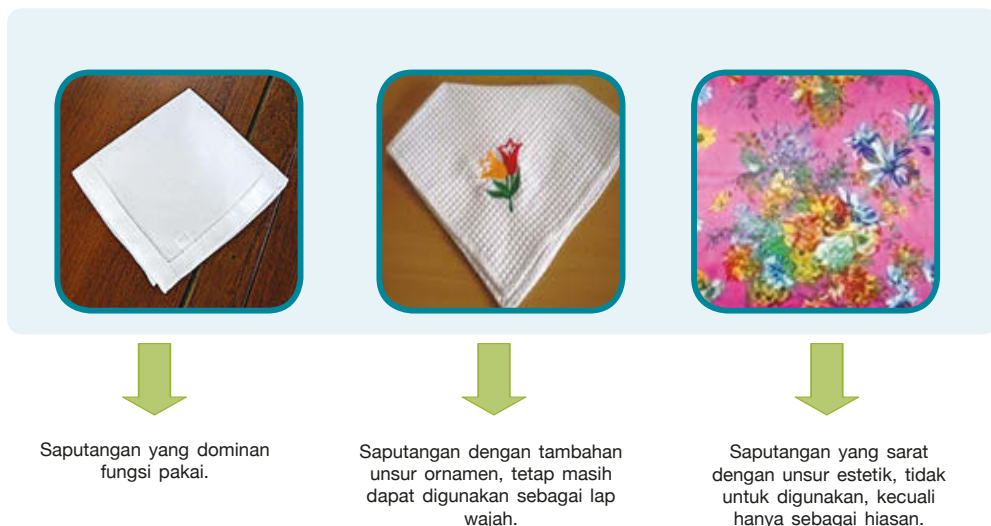 Saputangan yang dominan
fungsi pakai.
Saputangan dengan tambahan
unsur ornamen, tetap masih
dapat digunakan sebagai lap
wajah.
Saputangan yang sarat
dengan unsur estetik, tidak
untuk digunakan, kecuali
hanya sebagai hiasan.